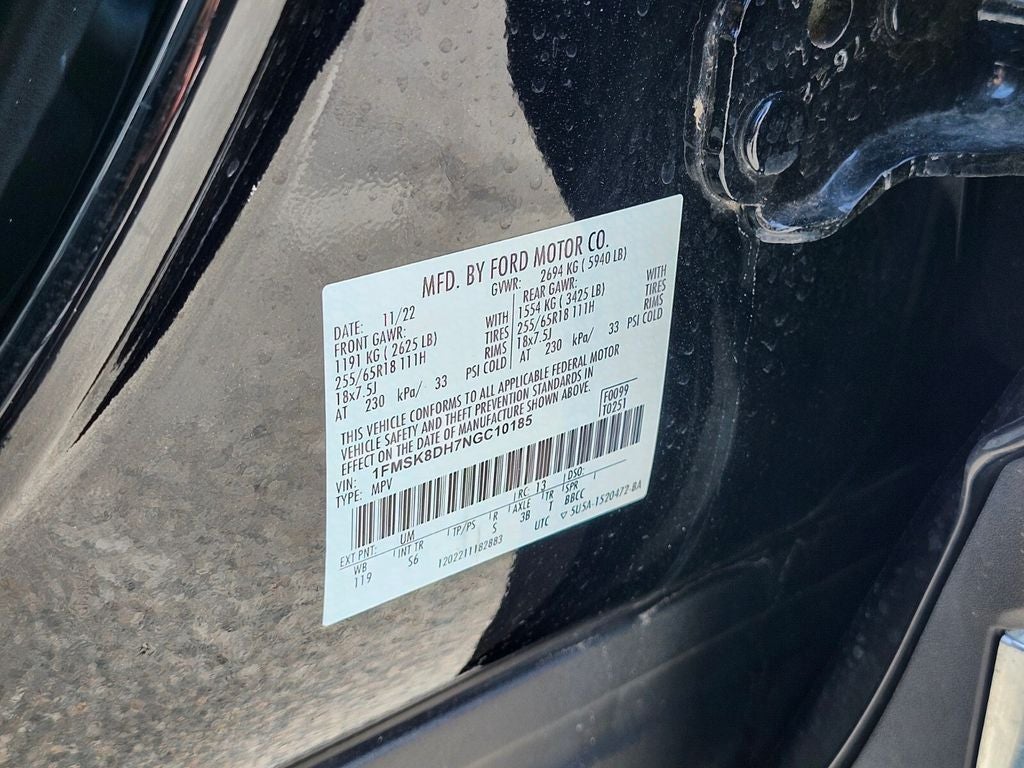 MFD. BY FORD MOTOR CO.
DATE: 11/22 GVWR: 2694 KG ( 5940 LB)
FRONT GAWR: WITH REAR GAWR: WITH
1191 KG ( 2625 LB) TIRES 1554 KG ( 3425 LB) TIRES
255/65R18 111H RIMS 255/65R18 111H RIMS
18x7.5J PSI COLD 18x7.5J PSI COLD
AT 230 kPa/ 33 AT 230 kPa/ 33
THIS VEHICLE CONFORMS TO ALL APPLICABLE FEDERAL MOTOR
VEHICLE SAFETY AND THEFT PREVENTION STANDARDS IN
EFFECT ON THE DATE OF MANUFACTURE SHOWN ABOVE.
VIN: 1FMSK8DH7NGC10185 F0099
TYPE: MPV T0251
EXT PNT: UM RC: 13 DSO:
WB INT TR TP/PS R AXLE TR SPR
119 S6 S 3B T BBCC
1202211182883 UTC 5U5A-1520472-BA